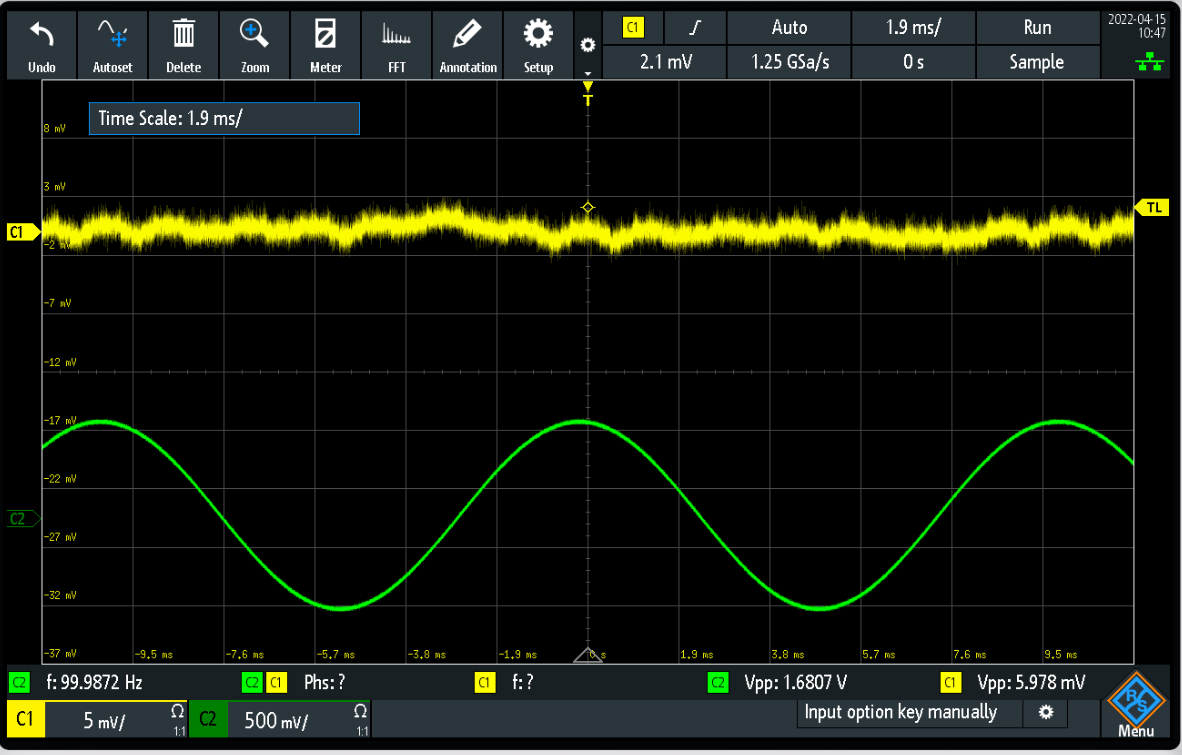 Undo
Autoset
Delete
Zoom
Meter
FFT
Annotation
Setup
C1
Auto
1.9 ms/
Run
2022-04-15
10:47
2.1 mV
1.25 GSa/s
0 s
Sample
T
Time Scale: 1.9 ms/
8 mV
3 mV
TL
C1
-2 mV
-7 mV
-12 mV
-17 mV
-22 mV
C2
-27 mV
-32 mV
-37 mV -9.5 ms -7.6 ms -5.7 ms -3.8 ms -1.9 ms 0 s 1.9 ms 3.8 ms 5.7 ms 7.6 ms 9.5 ms
C2 f: 99.9872 Hz C2 C1 Phs: ? C1 f: ? C2 Vpp: 1.6807 V C1 Vpp: 5.978 mV
C1 5 mV/ Ω 1:1 C2 500 mV/ Ω 1:1 Input option key manually
R S
Menu